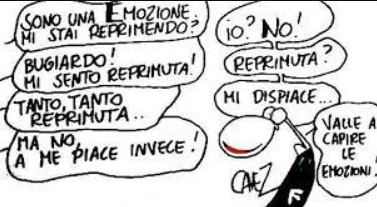 SONO UNA EMOZIONE.
MI STAI REPRIMENDO?
IO? NO!
BUGIARDO!
MI SENTO REPRIMUTA!
REPRIMUTA?
TANTO, TANTO
REPRIMUTA..
MI DISPIACE...
MA NO,
A ME PIACE INVECE!
VALLE A
CAPIRE
LE
EMOZIONI!